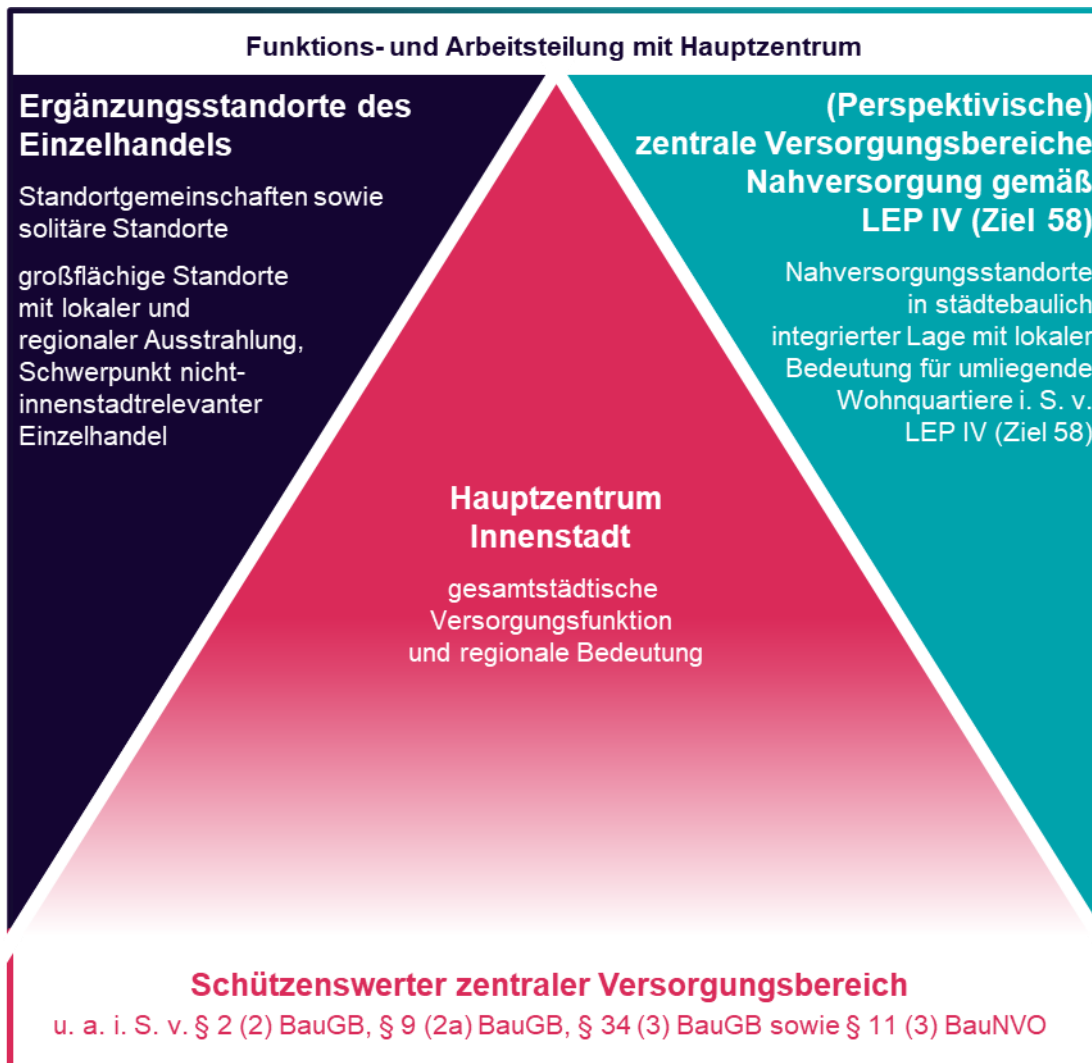 Funktions- und Arbeitsteilung mit Hauptzentrum
Ergänzungsstandorte des
Einzelhandels
Standortgemeinschaften sowie
solitäre Standorte
großflächige Standorte
mit lokaler und
regionaler Ausstrahlung,
Schwerpunkt nicht-
innenstadtrelevanter
Einzelhandel
(Perspektivische)
zentrale Versorgungsbereiche
Nahversorgung gemäß
LEP IV (Ziel 58)
Nahversorgungsstandorte
in städtebaulich
integrierter Lage mit lokaler
Bedeutung für umliegende
Wohnquartiere i. S. v.
LEP IV (Ziel 58)
Hauptzentrum
Innenstadt
gesamtstädtische
Versorgungsfunktion
und regionale Bedeutung
Schützenswerter zentraler Versorgungsbereich
u. a. i. S. v. § 2 (2) BauGB, § 9 (2a) BauGB, § 34 (3) BauGB sowie § 11 (3) BauNVO